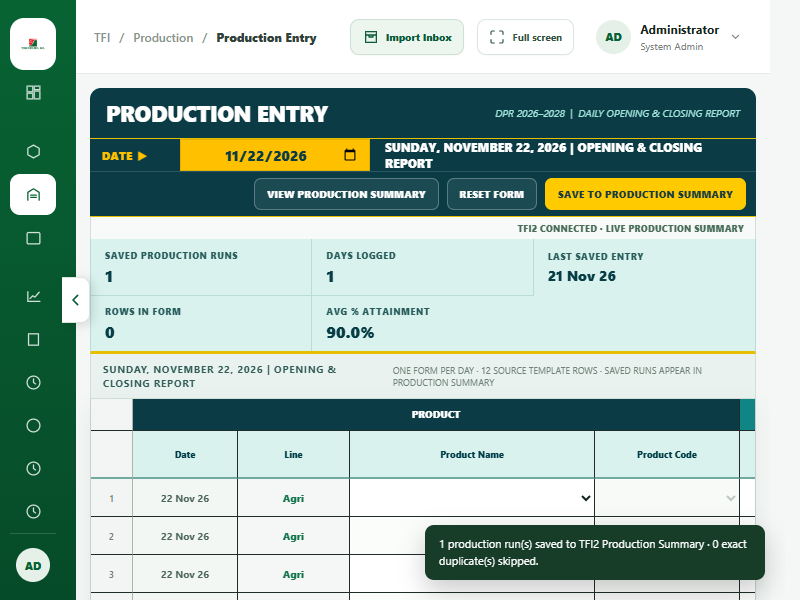 TFI / Production / Production Entry
Import Inbox
Full screen
AD
Administrator
System Admin
PRODUCTION ENTRY
DPR 2026–2028 | DAILY OPENING & CLOSING REPORT
DATE ▶
11/22/2026
SUNDAY, NOVEMBER 22, 2026 | OPENING & CLOSING
REPORT
VIEW PRODUCTION SUMMARY
RESET FORM
SAVE TO PRODUCTION SUMMARY
TFI2 CONNECTED · LIVE PRODUCTION SUMMARY
SAVED PRODUCTION RUNS
1
DAYS LOGGED
1
LAST SAVED ENTRY
21 Nov 26
ROWS IN FORM
0
AVG % ATTAINMENT
90.0%
SUNDAY, NOVEMBER 22, 2026 | OPENING &
CLOSING REPORT
ONE FORM PER DAY · 12 SOURCE TEMPLATE ROWS · SAVED RUNS APPEAR IN
PRODUCTION SUMMARY
PRODUCT
Date Line Product Name Product Code
1 22 Nov 26 Agri
2 22 Nov 26 Agri
3 22 Nov 26 Agri
1 production run(s) saved to TFI2 Production Summary · 0 exact
duplicate(s) skipped.
AD